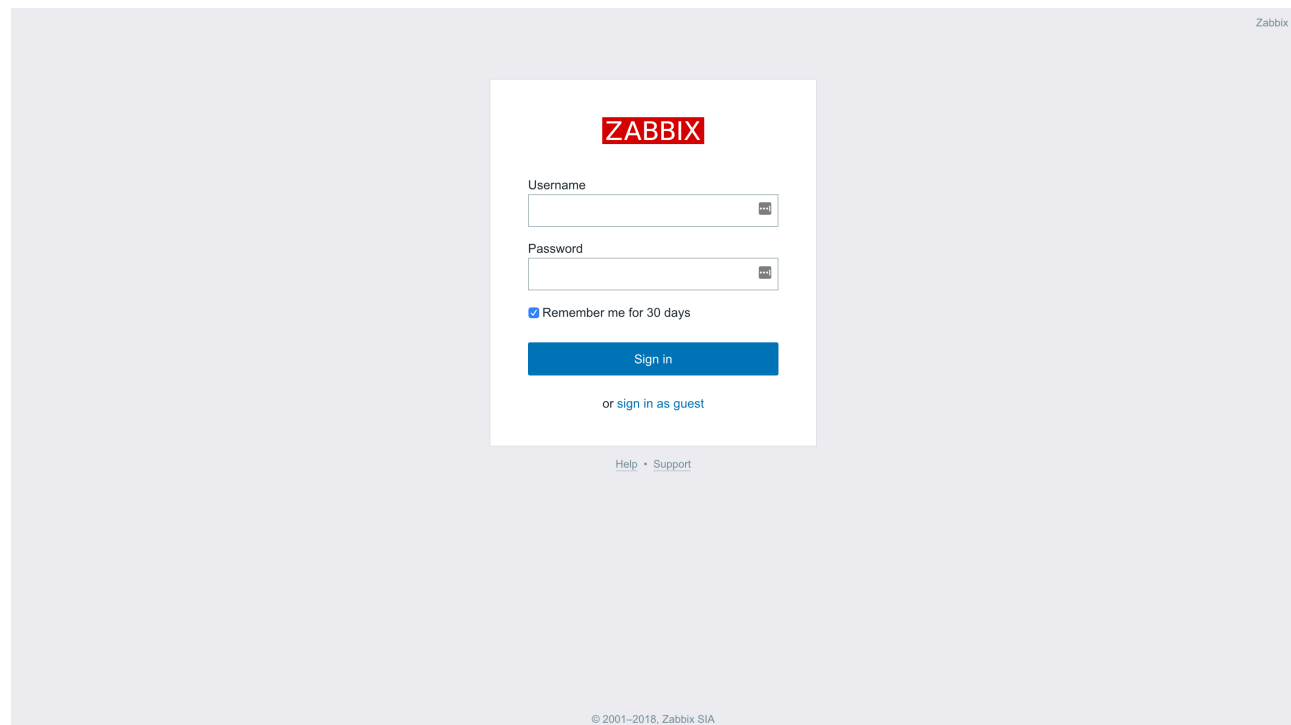 Zabbix
ZABBIX
Username
Password
Remember me for 30 days
Sign in
or sign in as guest
Help • Support
© 2001–2018, Zabbix SIA